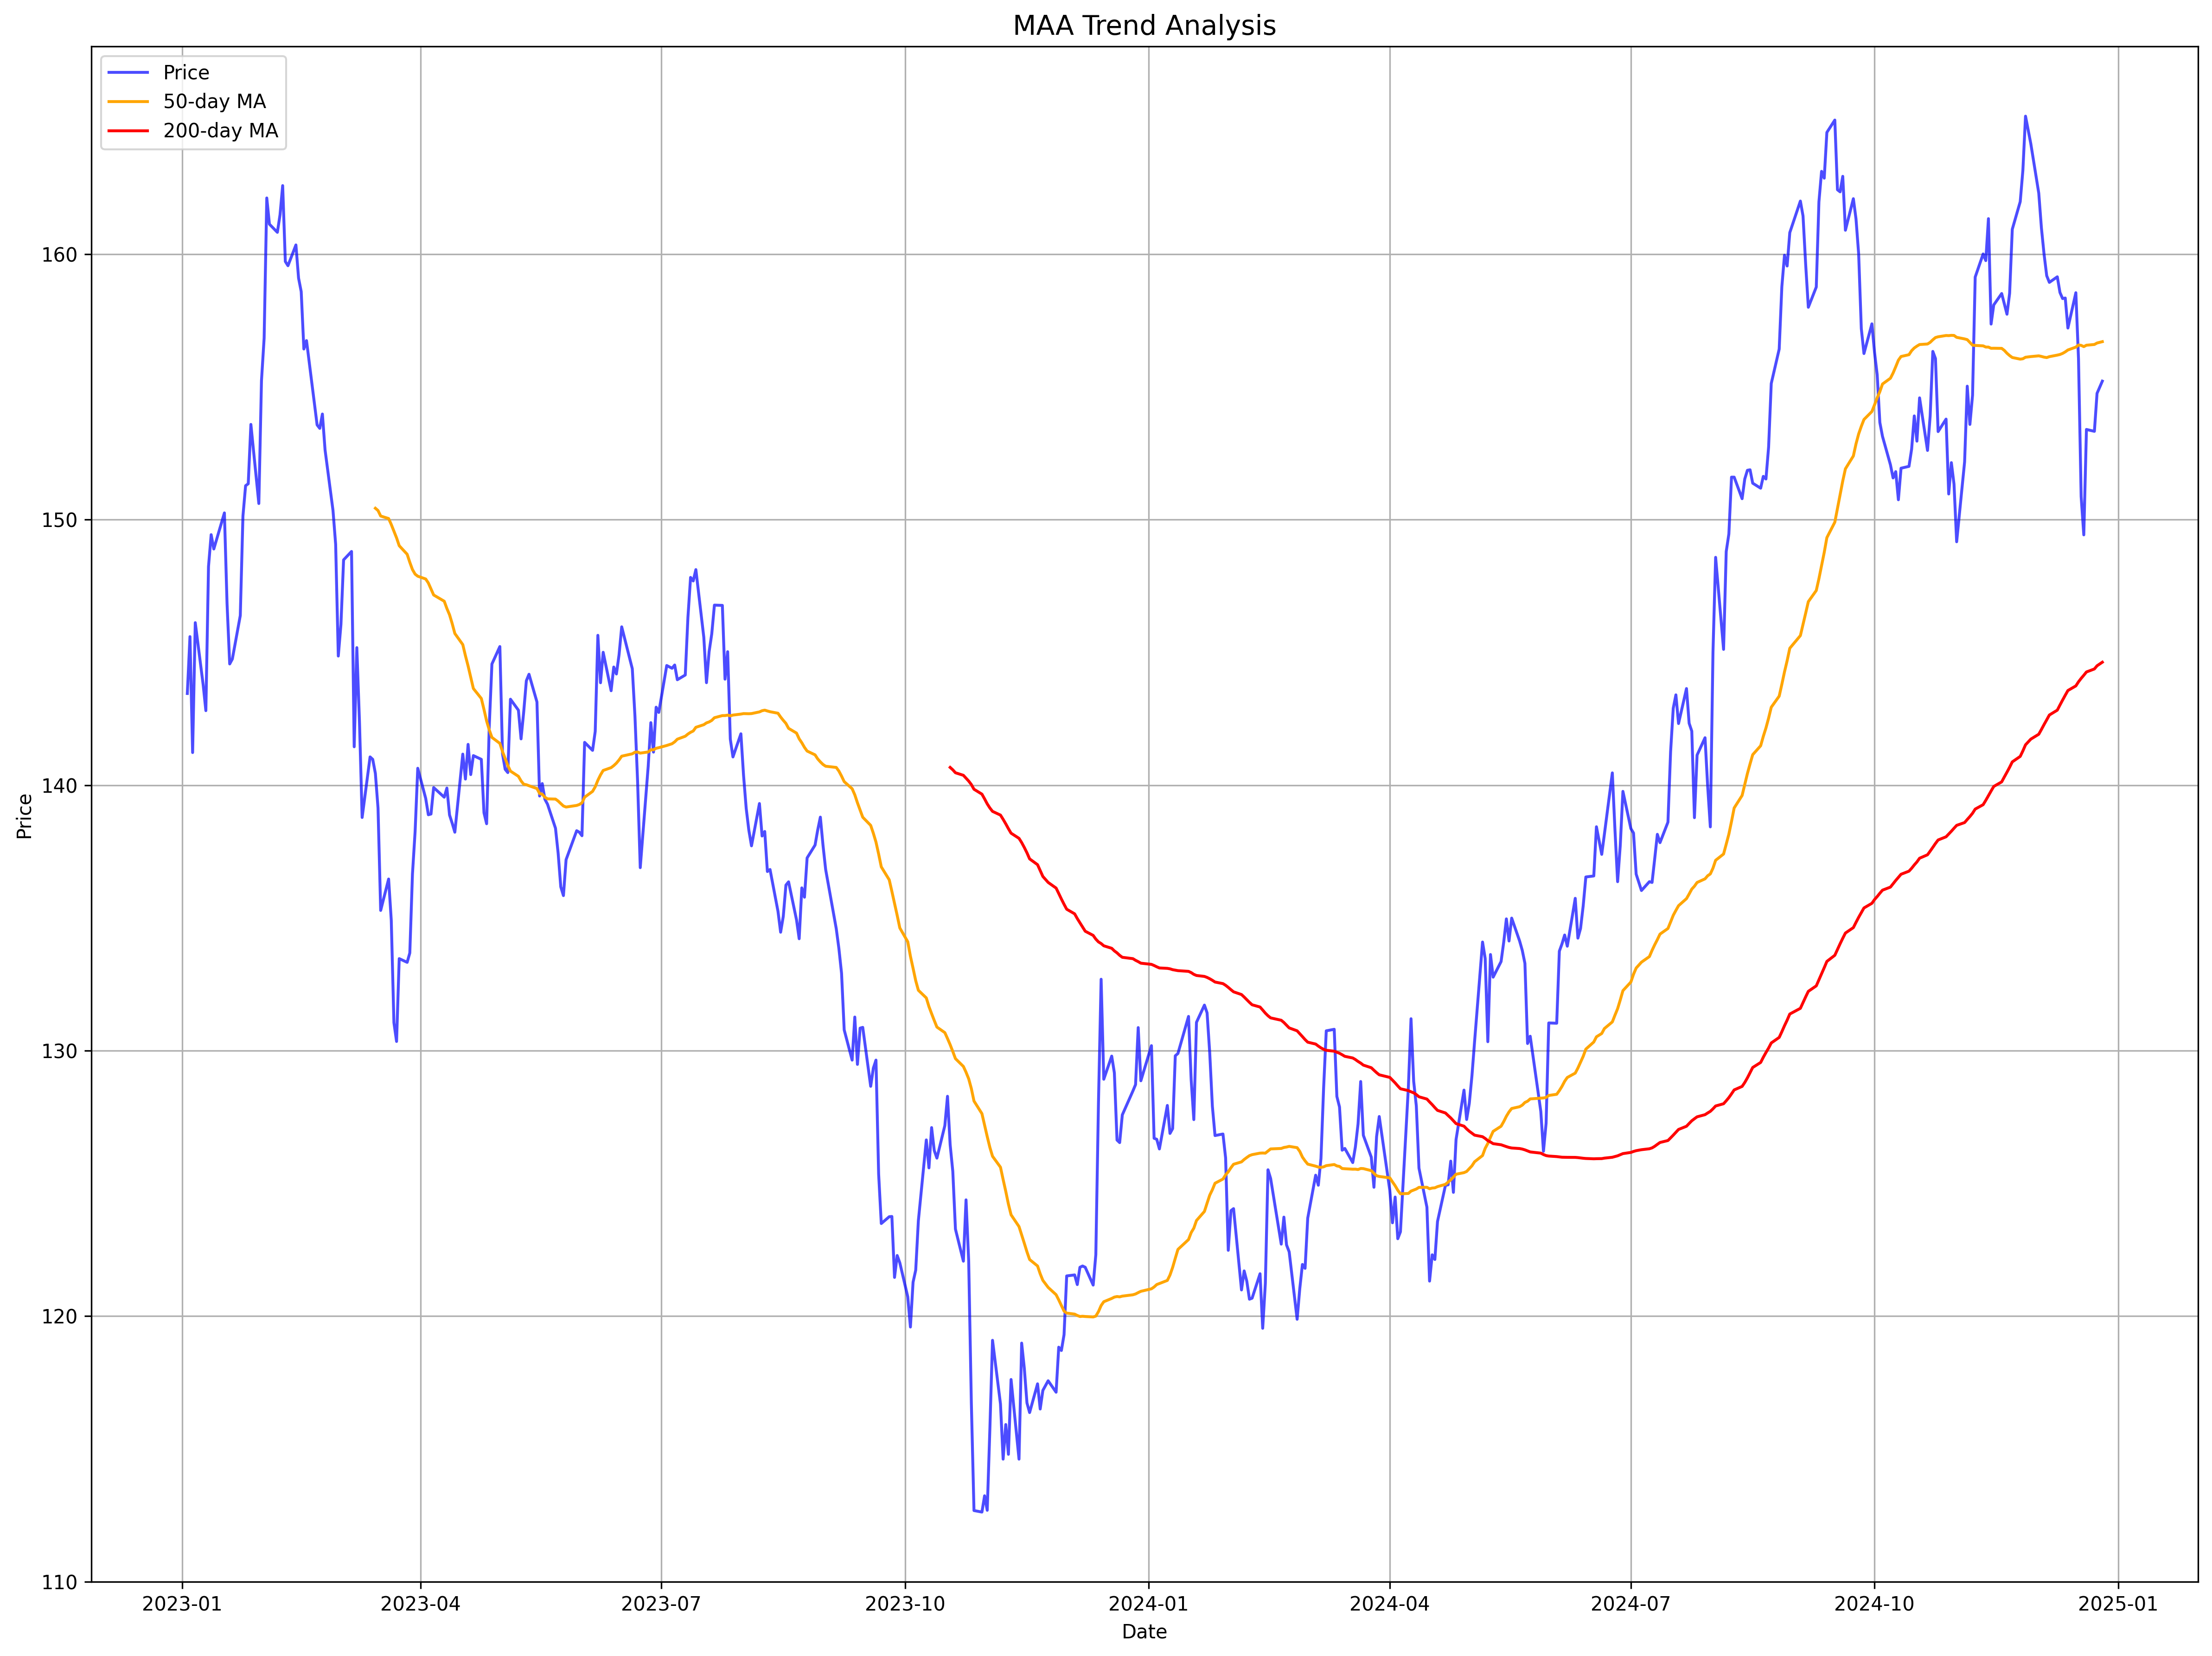 MAA Trend Analysis
Price
50-day MA
200-day MA
160
150
140
130
120
110
Price
2023-01
2023-04
2023-07
2023-10
2024-01
2024-04
2024-07
2024-10
2025-01
Date